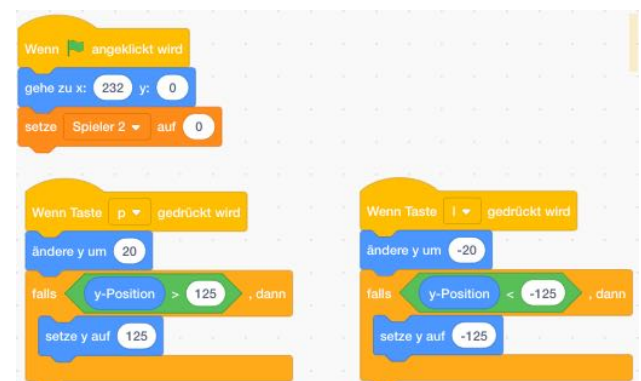 Wenn angeklickt wird
gehe zu x: 232 y: 0
setze Spieler 2 auf 0
Wenn Taste p gedrückt wird
ändere y um 20
falls y-Position > 125 , dann
setze y auf 125
Wenn Taste l gedrückt wird
ändere y um -20
falls y-Position < -125 , dann
setze y auf -125